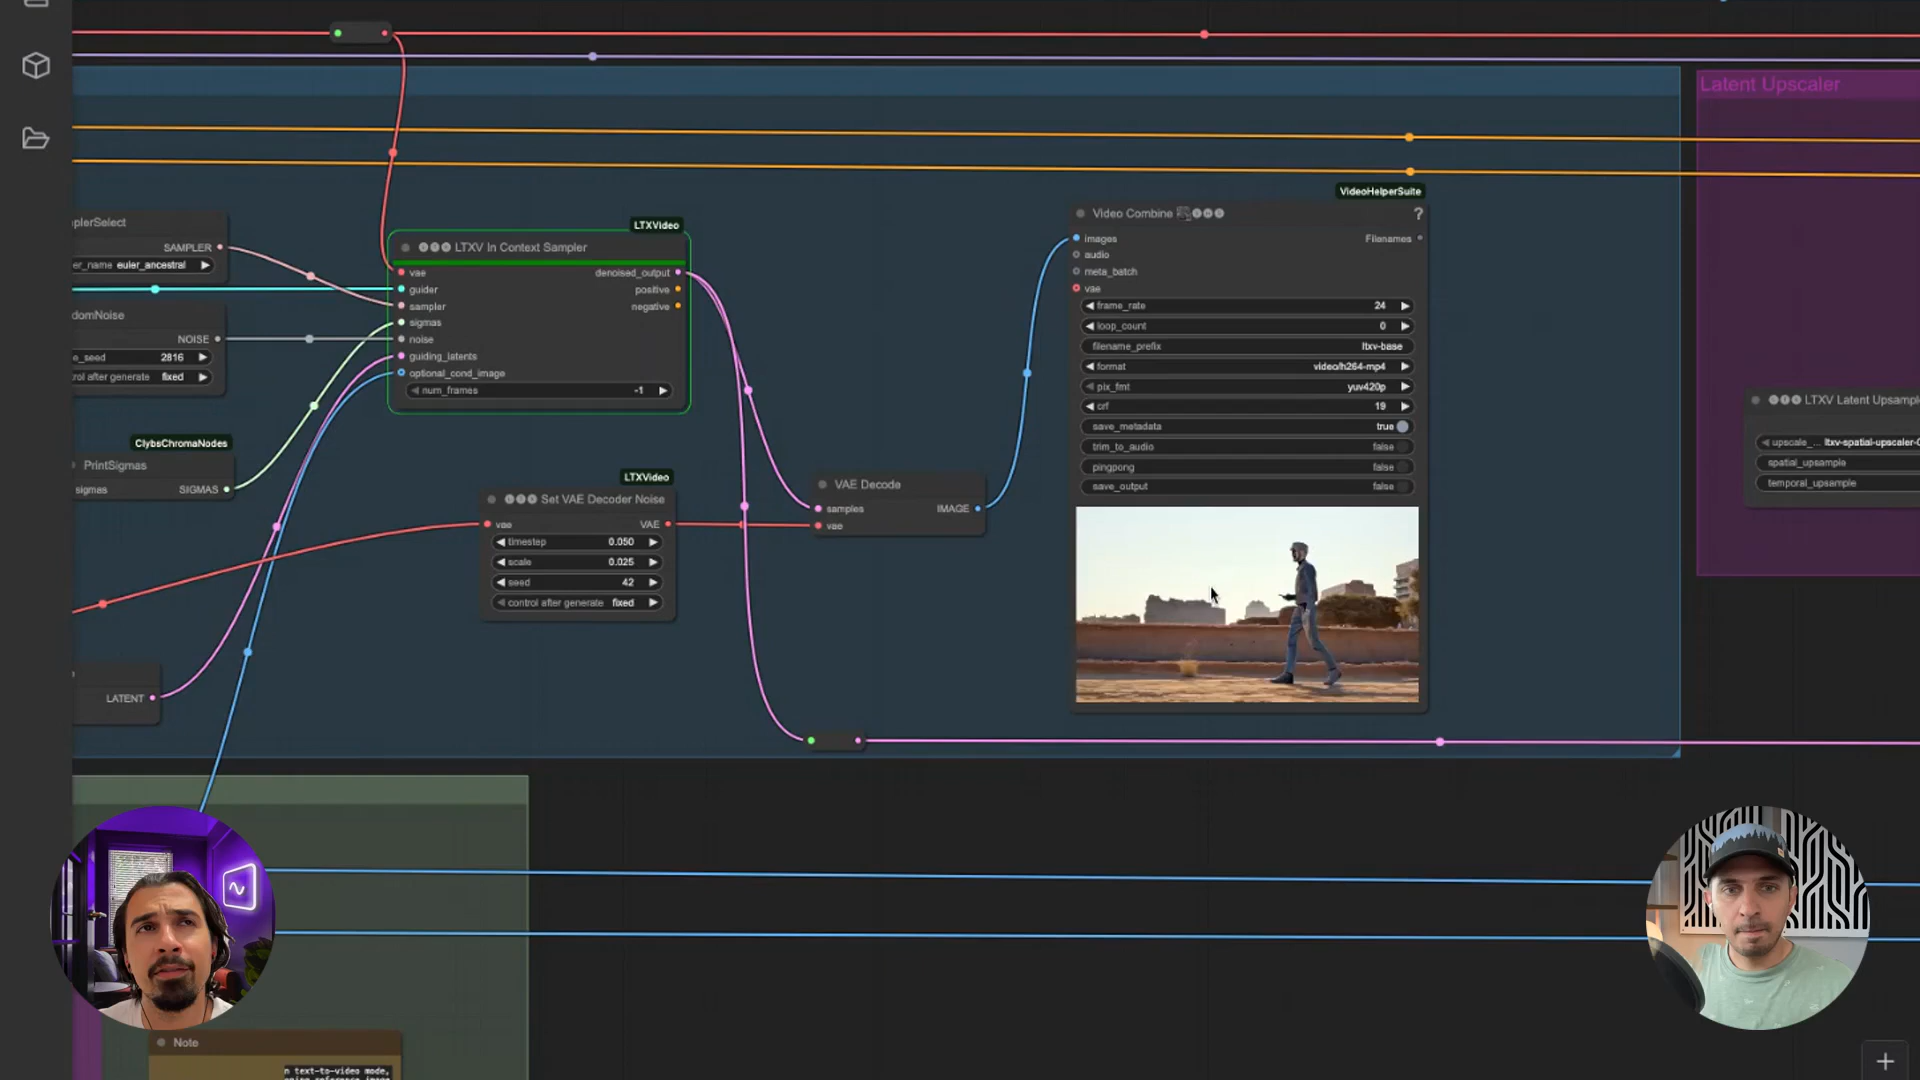 Latent Upscaler
VideoHelperSuite
Video Combine
?
images
Filenames
audio
meta_batch
vae
frame_rate 24
loop_count 0
filename_prefix ltxv-base
format video/h264-mp4
pix_fmt yuv420p
crf 19
save_metadata true
trim_to_audio false
pingpong false
save_output false
plerSelect
SAMPLER
er_name euler_ancestral
domNoise
NOISE
e_seed 2816
rol after generate fixed
ClybsChromaNodes
PrintSigmas
sigmas SIGMAS
LATENT
LTXVideo
LTXV In Context Sampler
vae denoised_output
guider positive
sampler negative
sigmas
noise
guiding_latents
optional_cond_image
num_frames -1
LTXVideo
Set VAE Decoder Noise
vae VAE
timestep 0.050
scale 0.025
seed 42
control after generate fixed
VAE Decode
samples IMAGE
vae
LTXV Latent Upsample
upscale_... ltxv-spatial-upscaler-0
spatial_upsample
temporal_upsample
Note
n text-to-video mode,